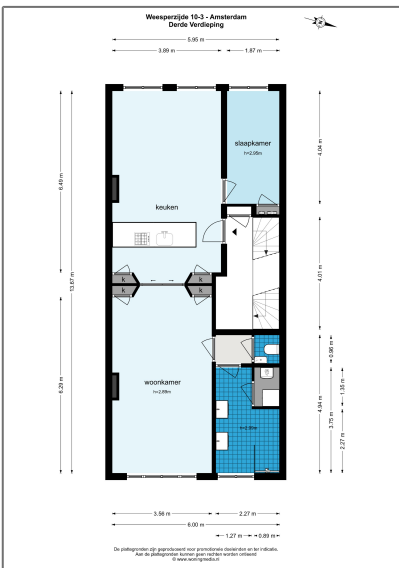 Weesperzijde 10-3 - Amsterdam
Derde Verdieping
5.95 m
3.89 m
1.87 m
slaapkamer
h=2.95m
4.04 m
6.49 m
13.67 m
keuken
4.01 m
k
k
k
k
6.29 m
woonkamer
h=2.89m
0.96 m
4.94 m
1.35 m
3.75 m
2.27 m
3.56 m
2.27 m
6.00 m
1.27 m
0.89 m
De plattegronden zijn geproduceerd voor promotionele doeleinden en ter indicatie.
Aan de plattegronden kunnen geen rechten worden ontleend
© www.woningmedia.nl